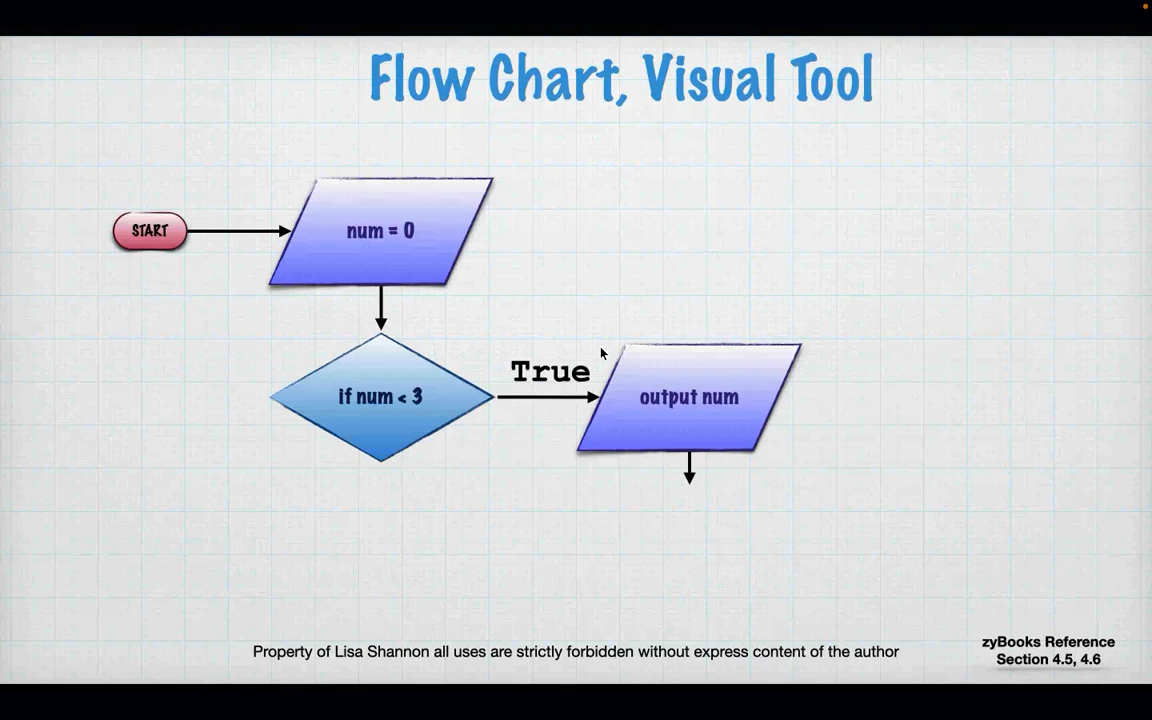 Flow Chart, Visual Tool
START
num = 0
if num < 3
True
output num
Property of Lisa Shannon all uses are strictly forbidden without express content of the author
zyBooks Reference
Section 4.5, 4.6